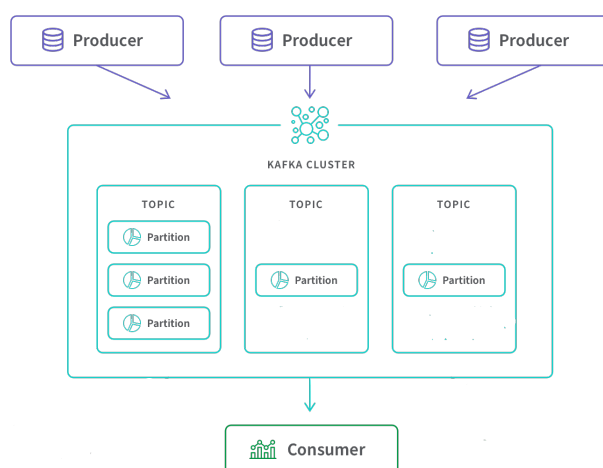 Producer
Producer
Producer
KAFKA CLUSTER
TOPIC
Partition
Partition
Partition
TOPIC
Partition
TOPIC
Partition
Consumer